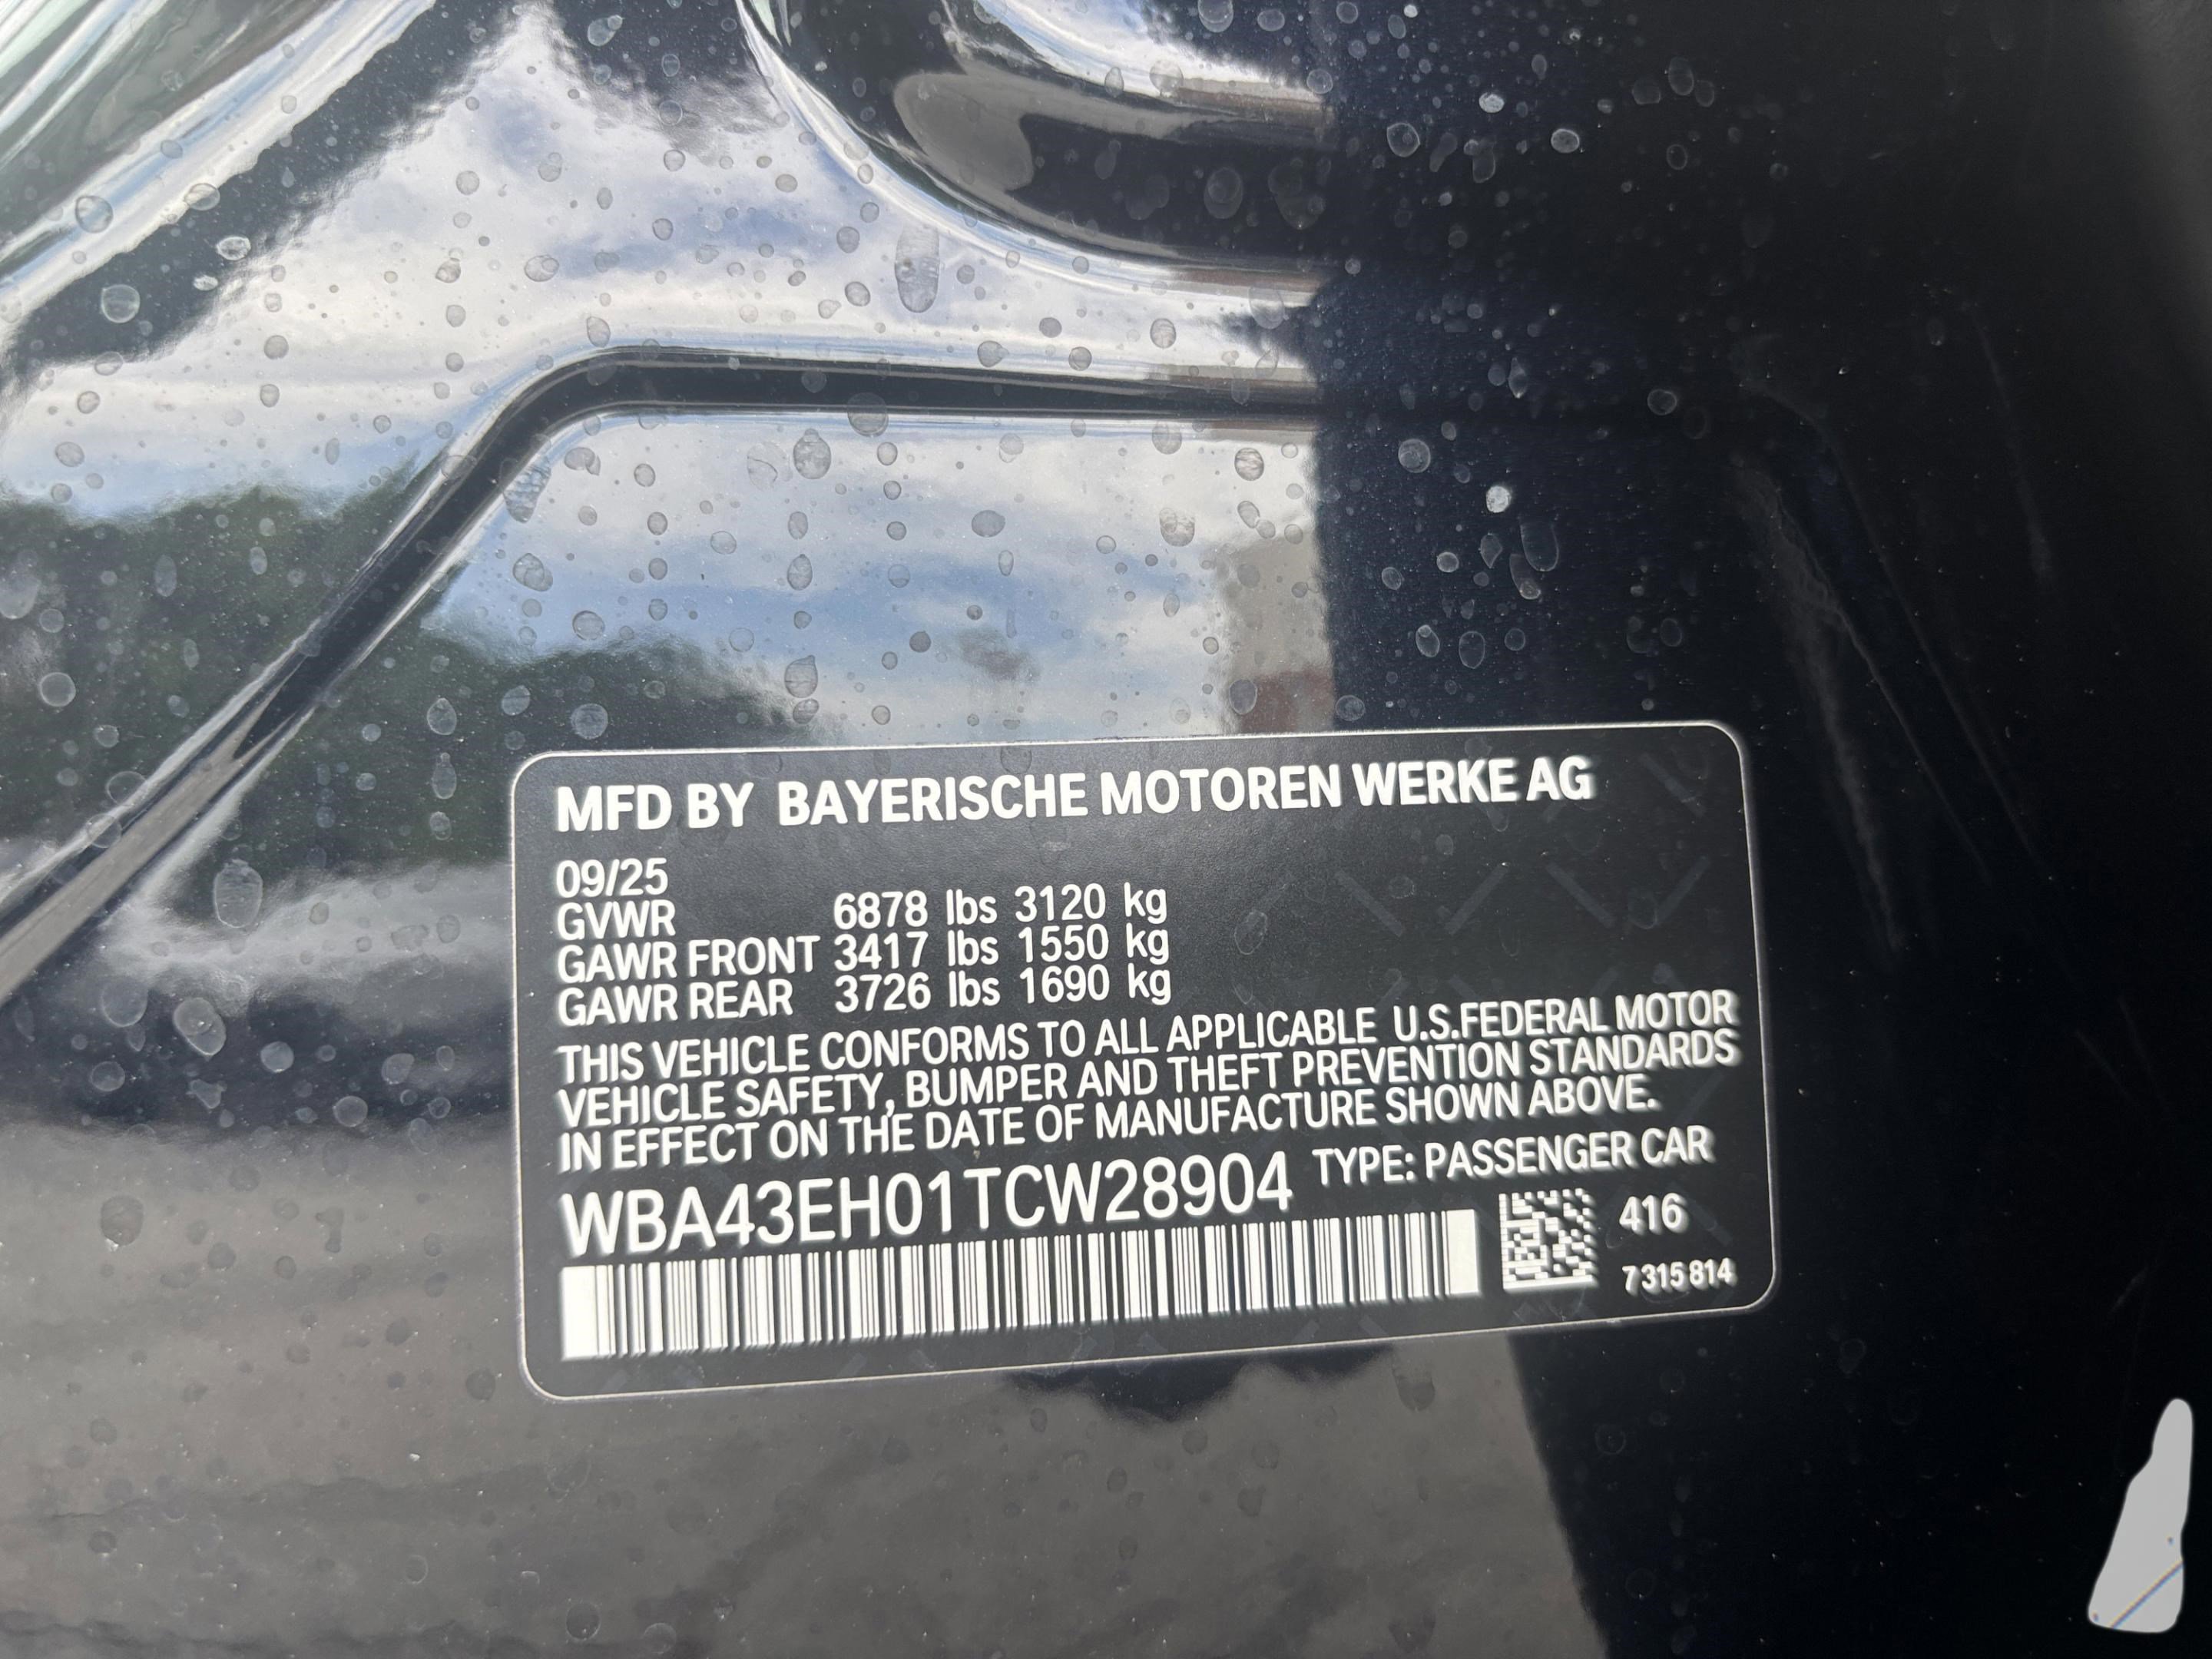 MFD BY BAYERISCHE MOTOREN WERKE AG
09/25
GVWR 6878 lbs 3120 kg
GAWR FRONT 3417 lbs 1550 kg
GAWR REAR 3726 lbs 1690 kg
THIS VEHICLE CONFORMS TO ALL APPLICABLE U.S.FEDERAL MOTOR
VEHICLE SAFETY, BUMPER AND THEFT PREVENTION STANDARDS
IN EFFECT ON THE DATE OF MANUFACTURE SHOWN ABOVE.
WBA43EH01TCW28904 TYPE: PASSENGER CAR
416
7 315 814